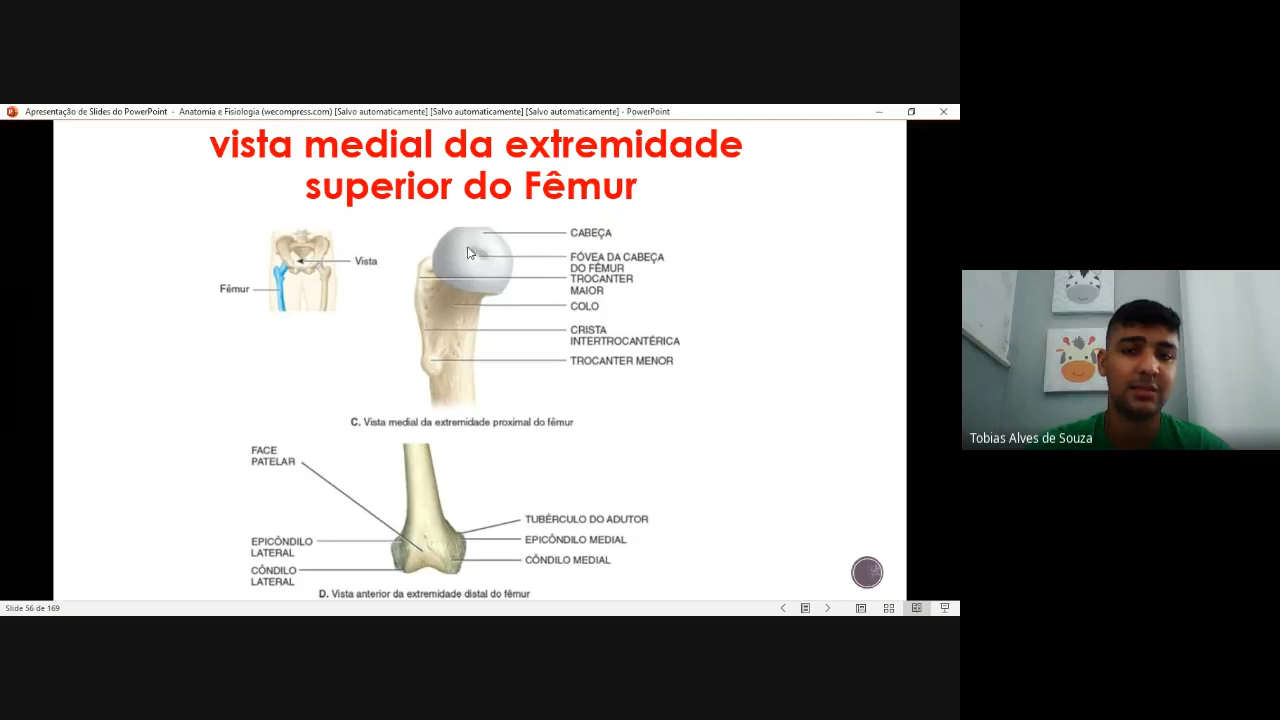 Apresentação de Slides do PowerPoint - Anatomia e Fisiologia (wecompress.com) [Salvo automaticamente] [Salvo automaticamente] [Salvo automaticamente] - PowerPoint
vista medial da extremidade
superior do Fêmur
CABEÇA
FÓVEA DA CABEÇA
DO FÊMUR
TROCANTER
MAIOR
COLO
CRISTA
INTERTROCANTÉRICA
TROCANTER MENOR
Vista
Fêmur
C. Vista medial da extremidade proximal do fêmur
FACE
PATELAR
EPICÔNDILO
LATERAL
CÔNDILO
LATERAL
TUBÉRCULO DO ADUTOR
EPICÔNDILO MEDIAL
CÔNDILO MEDIAL
D. Vista anterior da extremidade distal do fêmur
Slide 56 de 169
Tobias Alves de Souza